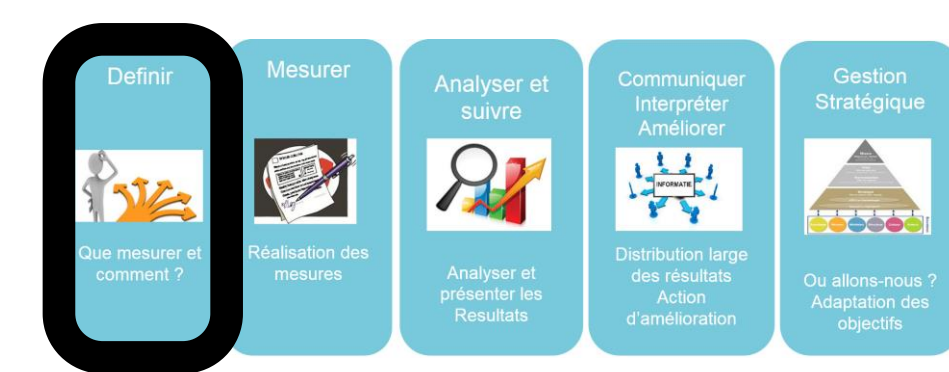 Definir
Que mesurer et
comment ?
Mesurer
Réalisation des
mesures
Analyser et
suivre
Analyser et
présenter les
Resultats
Communiquer
Interpréter
Améliorer
INFORMATIE
Distribution large
des résultats
Action
d'amélioration
Gestion
Stratégique
Ou allons-nous ?
Adaptation des
objectifs